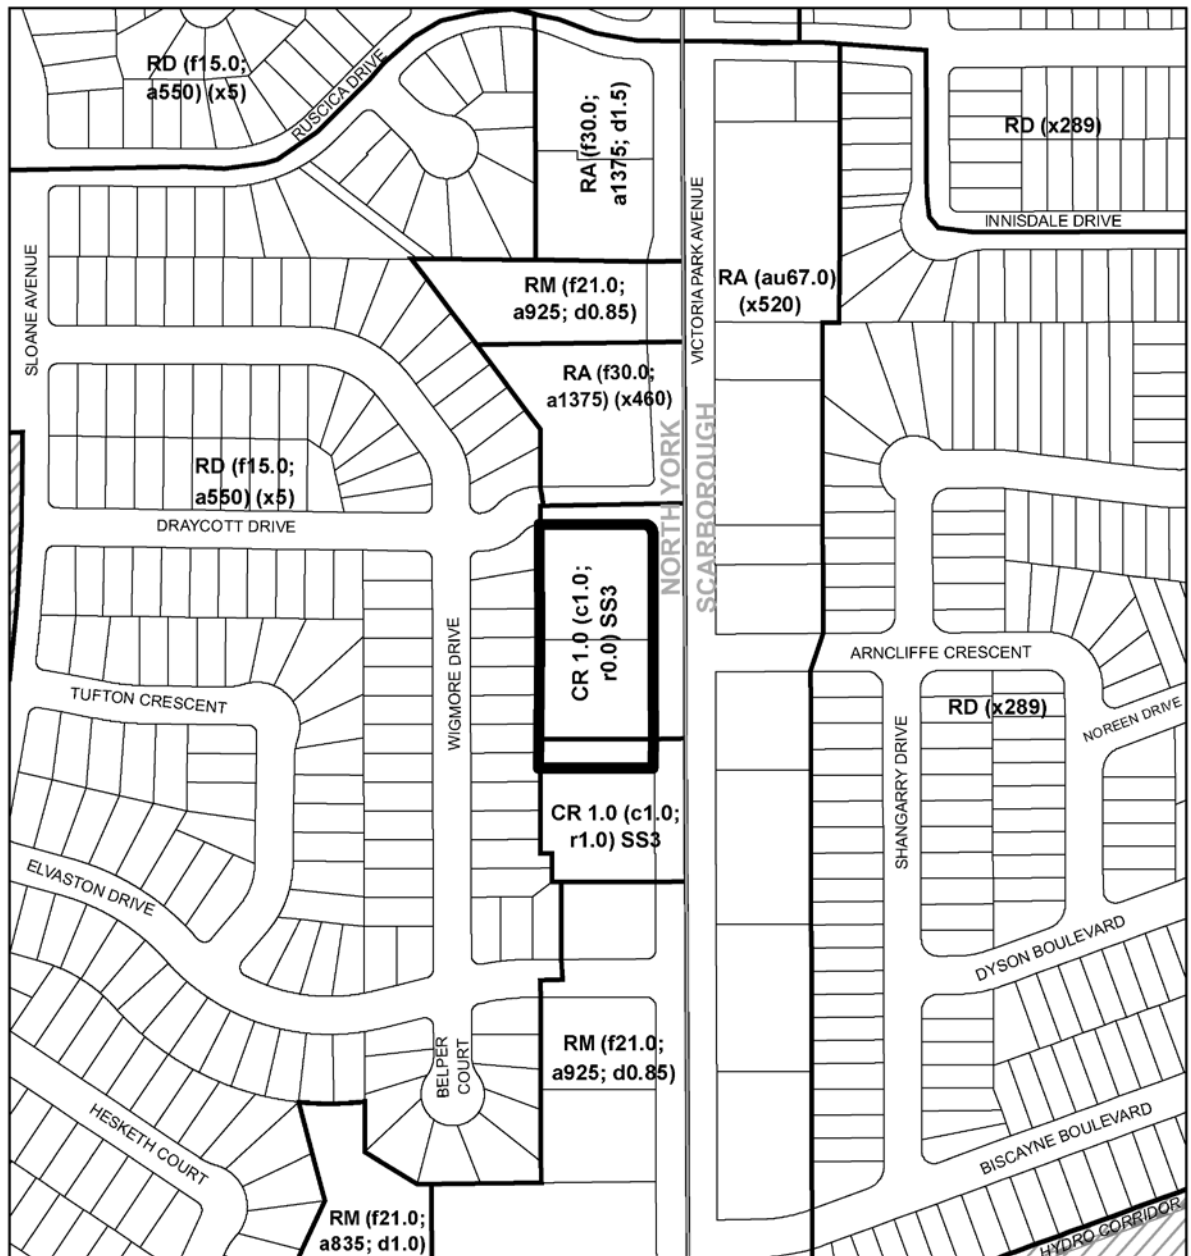 RD (f15.0;
a550) (x5)
RUSCICA DRIVE
RA (f30.0;
a1375; d1.5)
RD (x289)
INNISDALE DRIVE
SLOANE AVENUE
VICTORIA PARK AVENUE
RM (f21.0;
a925; d0.85)
RA (au67.0)
(x520)
RA (f30.0;
a1375) (x460)
NORTH YORK
SCARBOROUGH
RD (f15.0;
a550) (x5)
DRAYCOTT DRIVE
CR 1.0 (c1.0;
r0.0) SS3
WIGMORE DRIVE
ARNCLIFFE CRESCENT
TUFTON CRESCENT
RD (x289)
NOREEN DRIVE
SHANGARRY DRIVE
CR 1.0 (c1.0;
r1.0) SS3
ELVASTON DRIVE
DYSON BOULEVARD
BELPER
COURT
RM (f21.0;
a925; d0.85)
HESKETH COURT
BISCAYNE BOULEVARD
RM (f21.0;
a835; d1.0)
HYDRO CORRIDOR